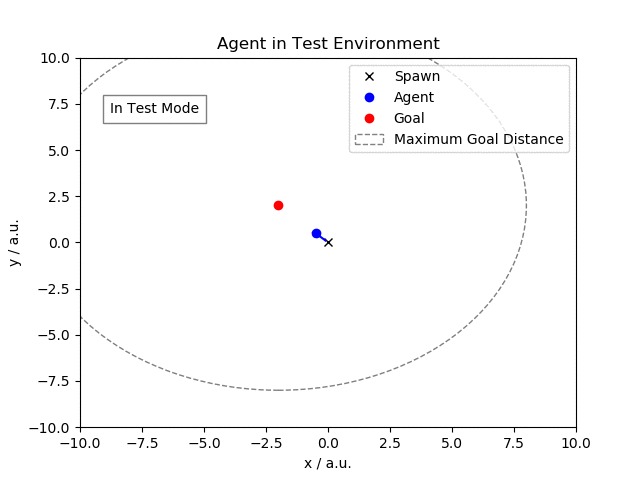 Agent in Test Environment
In Test Mode
Spawn
Agent
Goal
Maximum Goal Distance
y / a.u.
10.0
7.5
5.0
2.5
0.0
−2.5
−5.0
−7.5
−10.0
−10.0 −7.5 −5.0 −2.5 0.0 2.5 5.0 7.5 10.0
x / a.u.